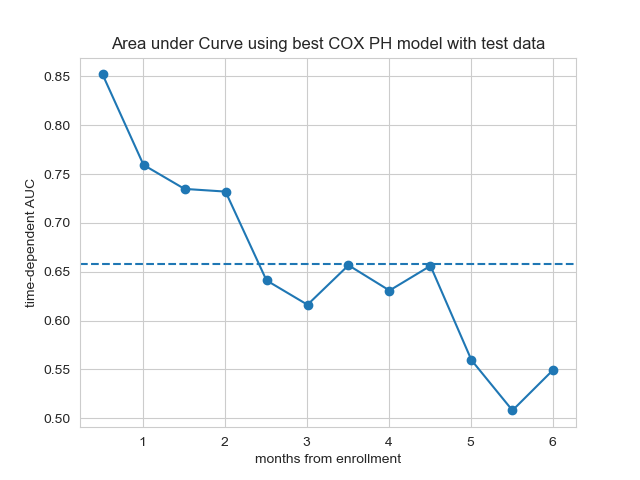 Area under Curve using best COX PH model with test data
time-dependent AUC
0.85
0.80
0.75
0.70
0.65
0.60
0.55
0.50
1 2 3 4 5 6
months from enrollment